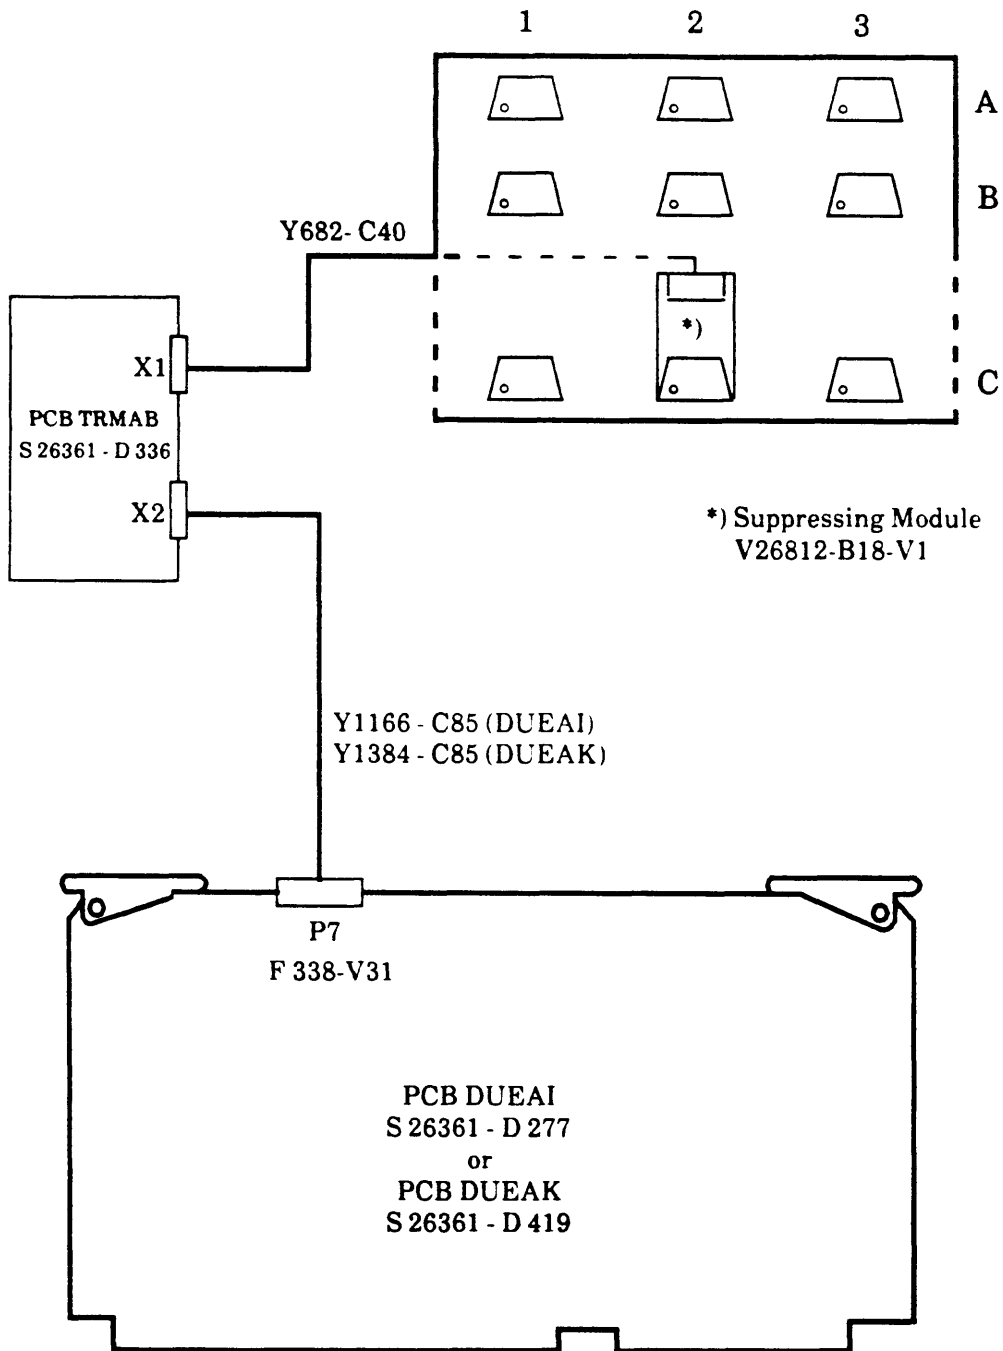 1 2 3
A
B
Y682- C40
*)
X1
C
PCB TRMAB
S 26361 - D 336
X2
*) Suppressing Module
V26812-B18-V1
Y1166 - C85 (DUEAI)
Y1384 - C85 (DUEAK)
P7
F 338-V31
PCB DUEAI
S 26361 - D 277
or
PCB DUEAK
S 26361 - D 419